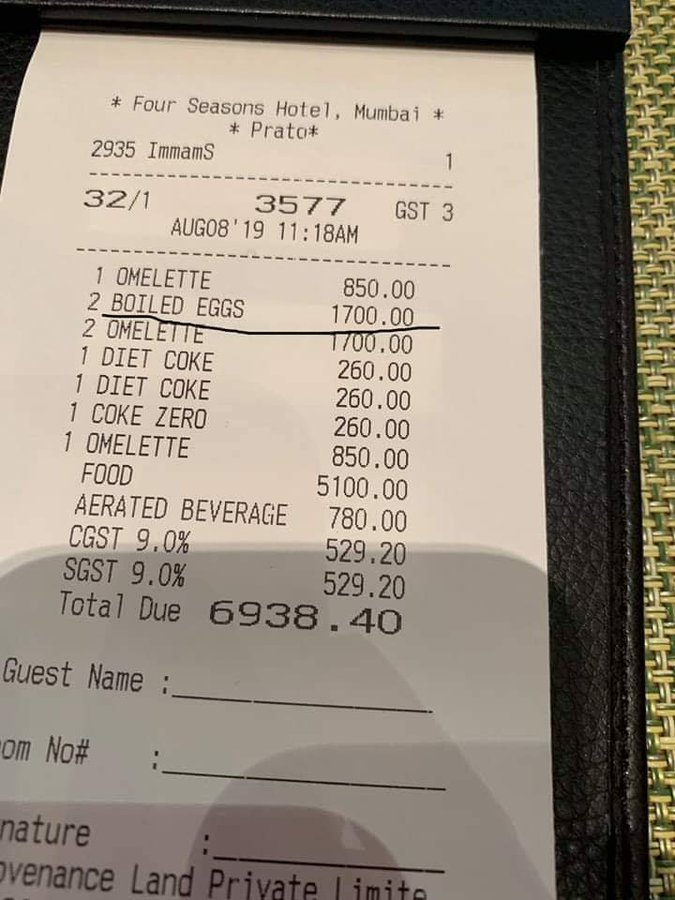 * Four Seasons Hotel, Mumbai *
* Prato*
2935 ImmamS 1
32/1 3577 GST 3
AUG08'19 11:18AM
1 OMELETTE 850.00
2 BOILED EGGS 1700.00
2 OMELETTE 1700.00
1 DIET COKE 260.00
1 DIET COKE 260.00
1 COKE ZERO 260.00
1 OMELETTE 850.00
FOOD 5100.00
AERATED BEVERAGE 780.00
CGST 9.0% 529.20
SGST 9.0% 529.20
Total Due 6938.40
Guest Name :
om No# :
nature :
ovenance Land Private Limite